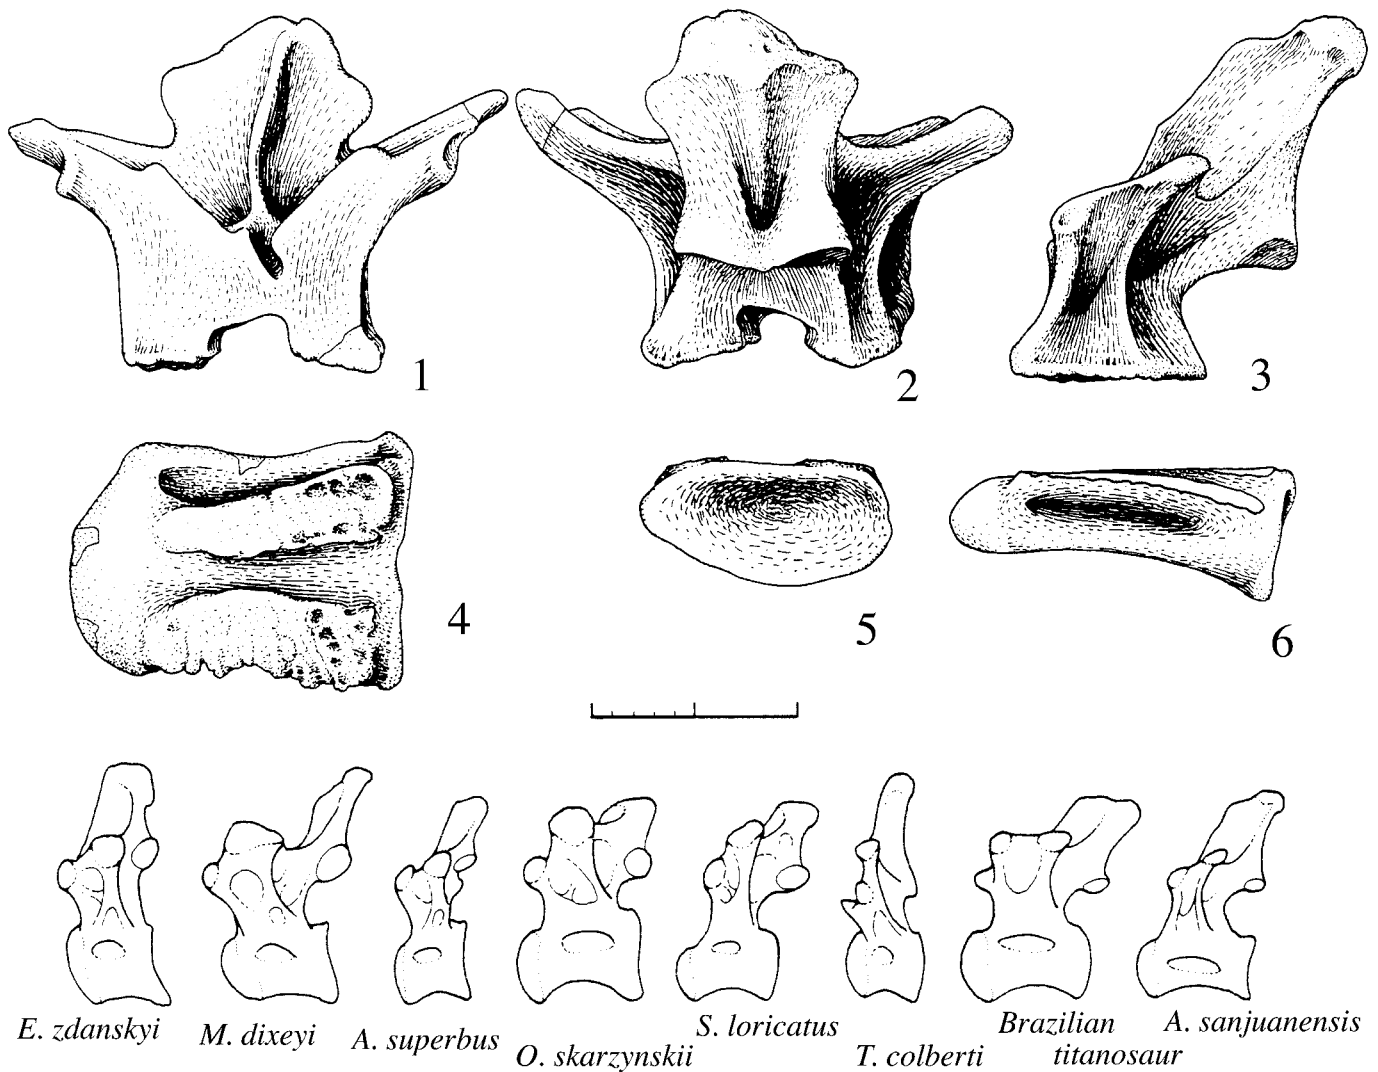 1
2
3
4
5
6
E. zdanskyi
M. dixeyi
A. superbus
O. skarzynskii
S. loricatus
T. colberti
Brazilian
titanosaur
A. sanjuanensis